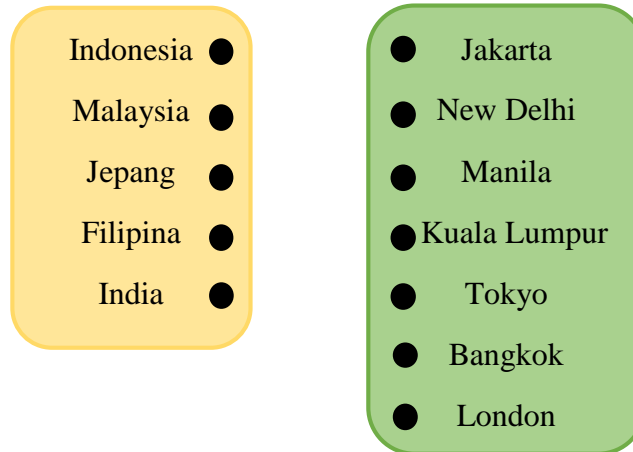 Indonesia
Malaysia
Jepang
Filipina
India
Jakarta
New Delhi
Manila
Kuala Lumpur
Tokyo
Bangkok
London